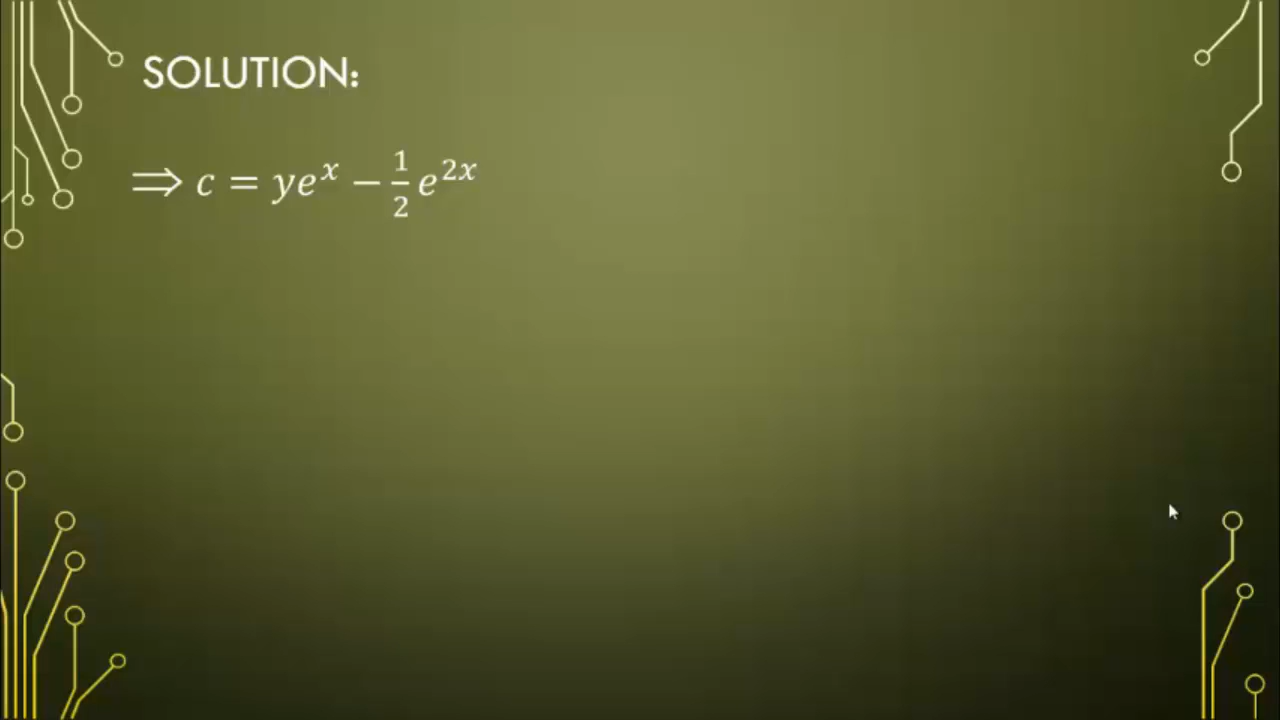 SOLUTION:
⟹ c = ye^x − 1/2 e^{2x}